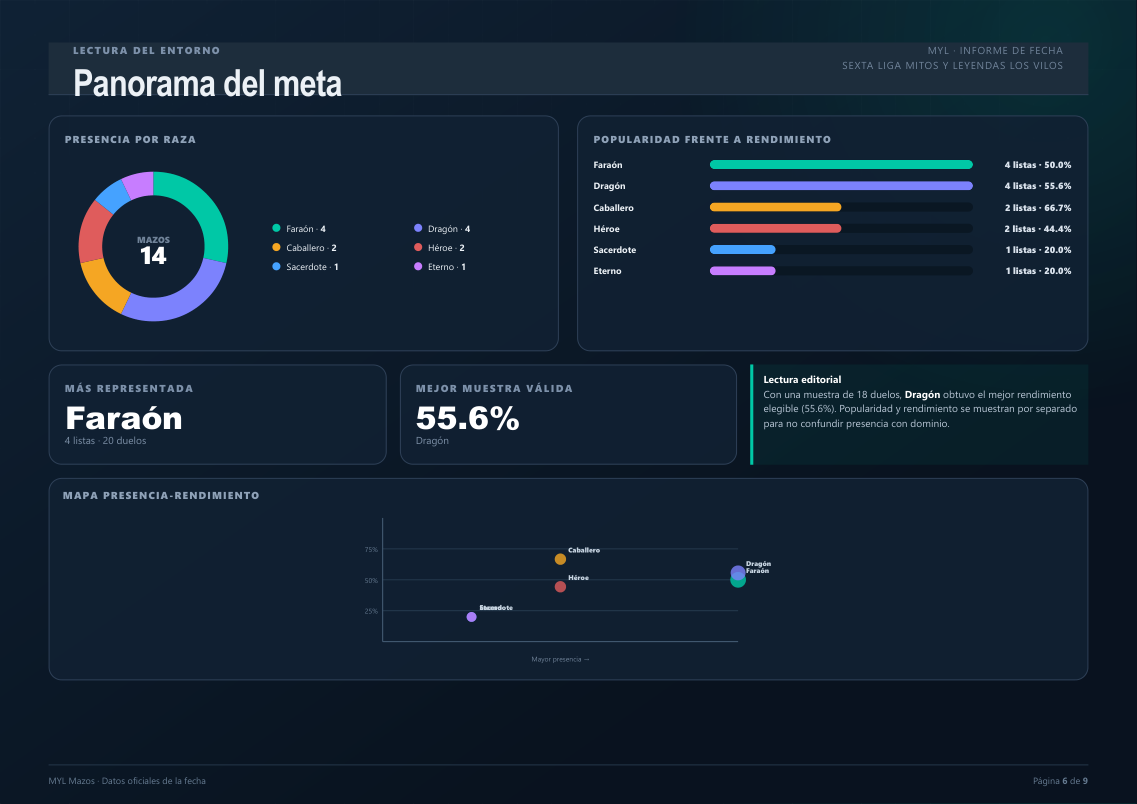 LECTURA DEL ENTORNO
Panorama del meta
MYL · INFORME DE FECHA
SEXTA LIGA MITOS Y LEYENDAS LOS VILOS
PRESENCIA POR RAZA
MAZOS
14
Faraón · 4
Dragón · 4
Caballero · 2
Héroe · 2
Sacerdote · 1
Eterno · 1
POPULARIDAD FRENTE A RENDIMIENTO
Faraón 4 listas · 50.0%
Dragón 4 listas · 55.6%
Caballero 2 listas · 66.7%
Héroe 2 listas · 44.4%
Sacerdote 1 listas · 20.0%
Eterno 1 listas · 20.0%
MÁS REPRESENTADA
Faraón
4 listas · 20 duelos
MEJOR MUESTRA VÁLIDA
55.6%
Dragón
Lectura editorial
Con una muestra de 18 duelos, Dragón obtuvo el mejor rendimiento
elegible (55.6%). Popularidad y rendimiento se muestran por separado
para no confundir presencia con dominio.
MAPA PRESENCIA-RENDIMIENTO
75%
50%
25%
Caballero
Dragón
Faraón
Héroe
Mayor presencia →
MYL Mazos · Datos oficiales de la fecha
Página 6 de 9